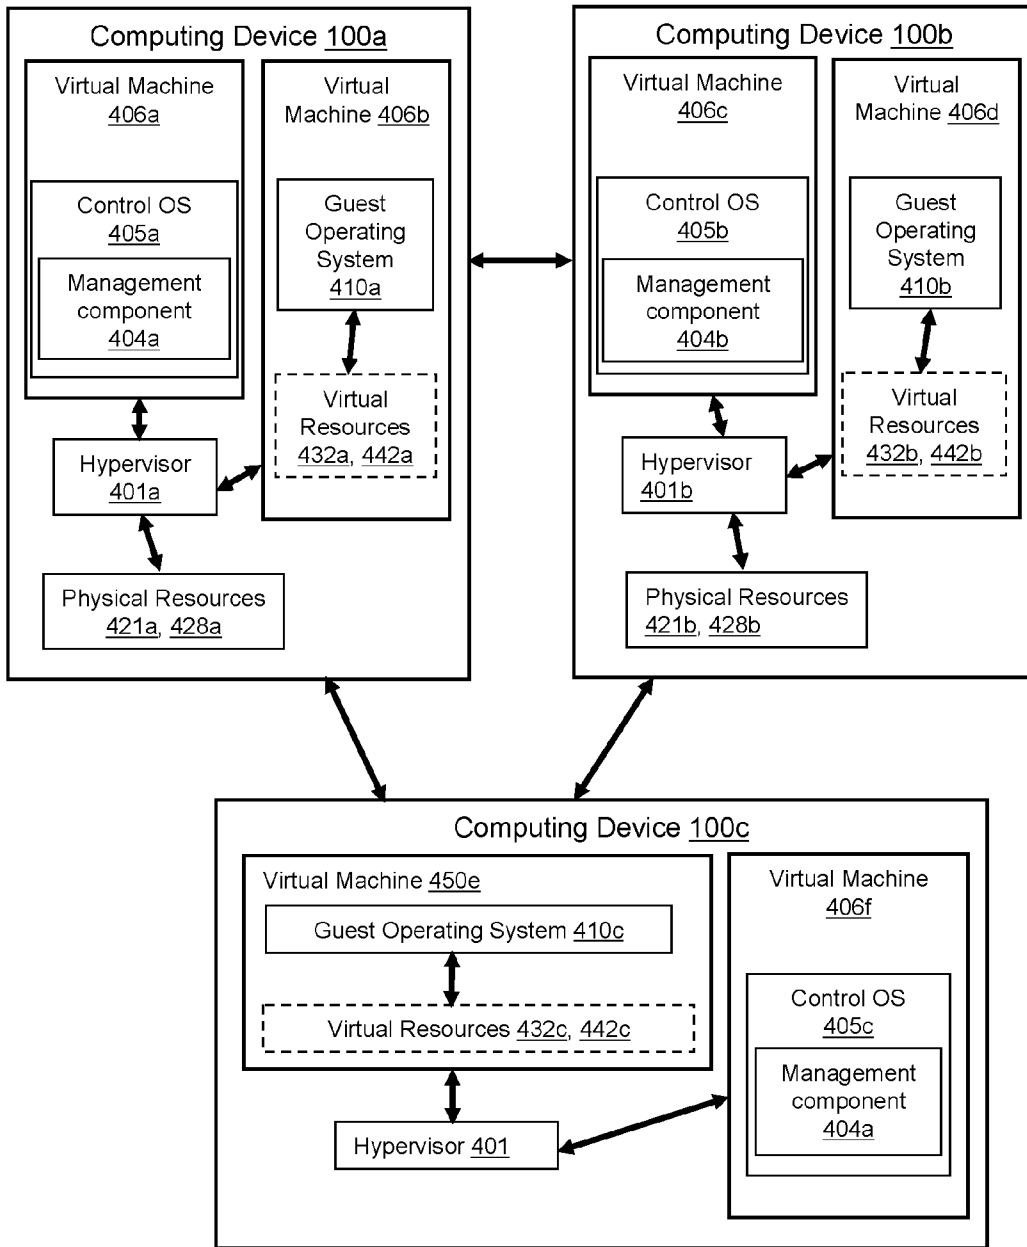 Computing Device 100a
Virtual Machine
406a
Control OS
405a
Management
component
404a
Virtual
Machine 406b
Guest
Operating
System
410a
Virtual
Resources
432a, 442a
Hypervisor
401a
Physical Resources
421a, 428a
Computing Device 100b
Virtual Machine
406c
Control OS
405b
Management
component
404b
Virtual
Machine 406d
Guest
Operating
System
410b
Virtual
Resources
432b, 442b
Hypervisor
401b
Physical Resources
421b, 428b
Computing Device 100c
Virtual Machine 450e
Guest Operating System 410c
Virtual Resources 432c, 442c
Hypervisor 401
Virtual Machine
406f
Control OS
405c
Management
component
404a